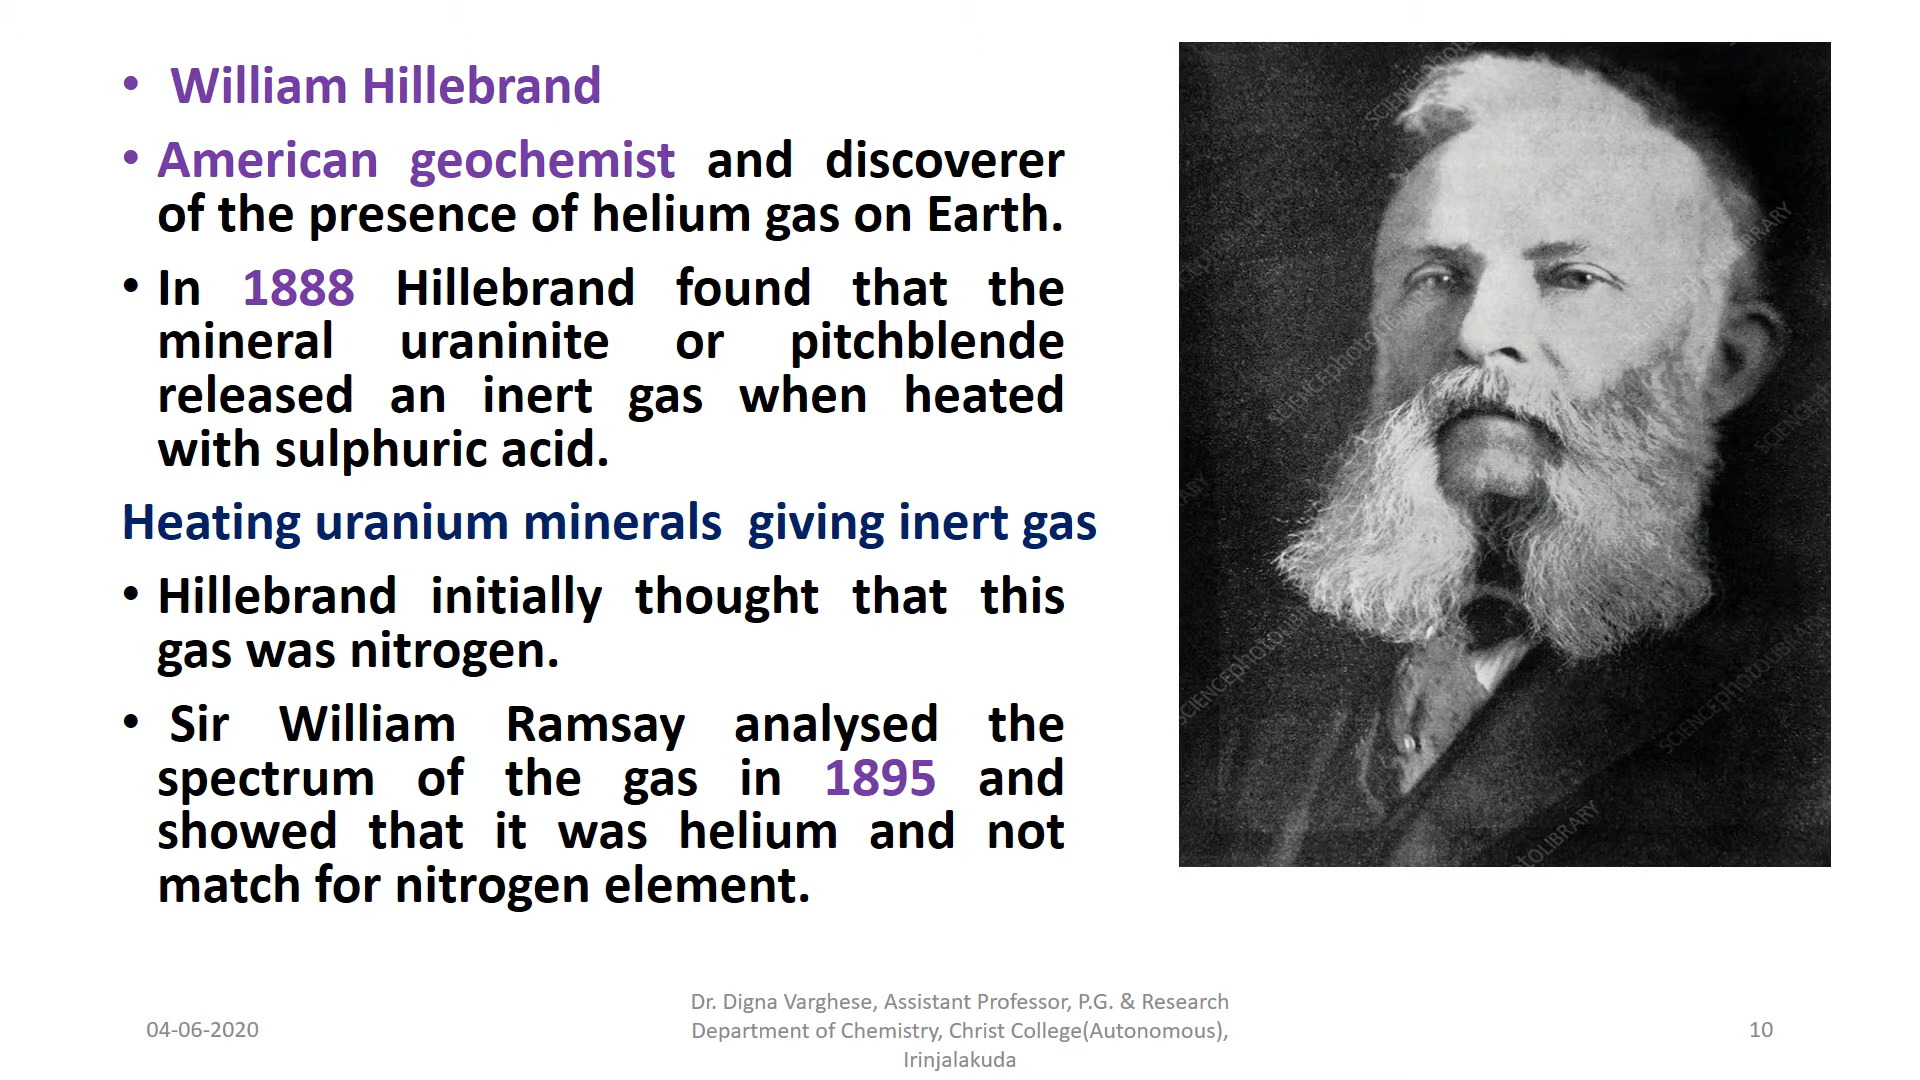 • William Hillebrand
• American geochemist and discoverer
of the presence of helium gas on Earth.
• In 1888 Hillebrand found that the
mineral uraninite or pitchblende
released an inert gas when heated
with sulphuric acid.
Heating uranium minerals giving inert gas
• Hillebrand initially thought that this
gas was nitrogen.
• Sir William Ramsay analysed the
spectrum of the gas in 1895 and
showed that it was helium and not
match for nitrogen element.
SCIENCEphotoLIBRARY
04-06-2020
Dr. Digna Varghese, Assistant Professor, P.G. & Research
Department of Chemistry, Christ College(Autonomous),
Irinjalakuda
10